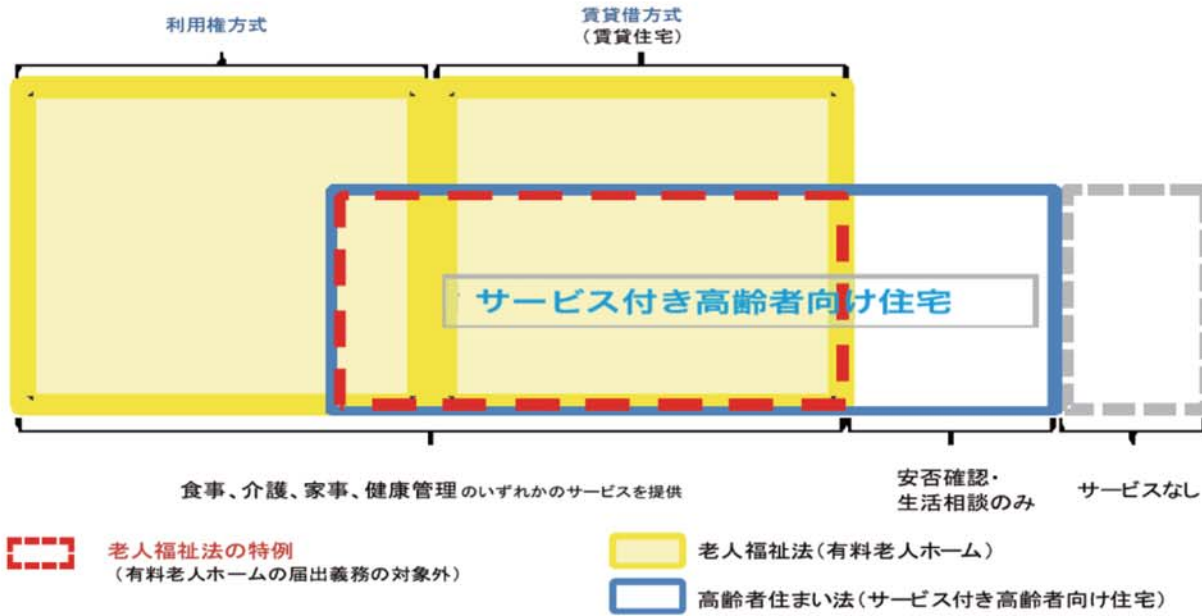 利用権方式
賃貸借方式
(賃貸住宅)
サービス付き高齢者向け住宅
食事、介護、家事、健康管理のいずれかのサービスを提供
安否確認・
生活相談のみ
サービスなし
老人福祉法の特例
(有料老人ホームの届出義務の対象外)
老人福祉法(有料老人ホーム)
高齢者住まい法(サービス付き高齢者向け住宅)